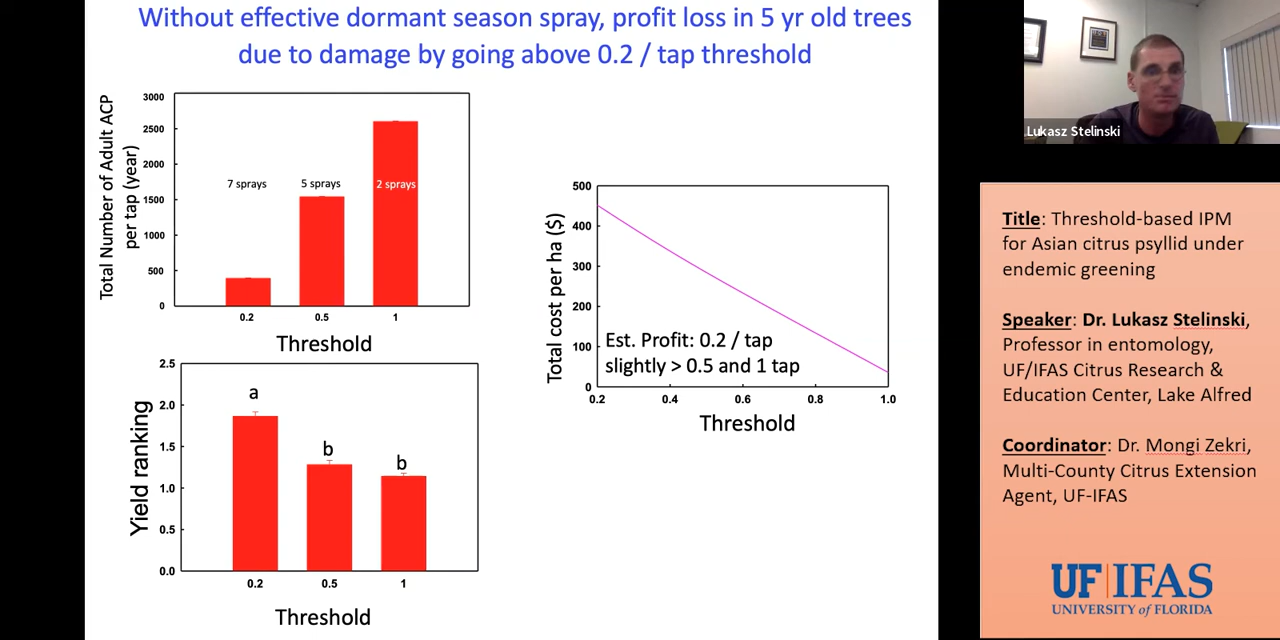 Without effective dormant season spray, profit loss in 5 yr old trees
due to damage by going above 0.2 / tap threshold
Total Number of Adult ACP
per tap (year)
3000
2500
2000
1500
1000
500
0
7 sprays
5 sprays
2 sprays
0.2
0.5
1
Threshold
Yield ranking
2.5
2.0
1.5
1.0
0.5
0.0
a
b
b
0.2
0.5
1
Threshold
Total cost per ha ($)
500
400
300
200
100
0
Est. Profit: 0.2 / tap
slightly > 0.5 and 1 tap
0.2
0.4
0.6
0.8
1.0
Threshold
Lukasz Stelinski
Title: Threshold-based IPM
for Asian citrus psyllid under
endemic greening
Speaker: Dr. Lukasz Stelinski,
Professor in entomology,
UF/IFAS Citrus Research &
Education Center, Lake Alfred
Coordinator: Dr. Mongi Zekri,
Multi-County Citrus Extension
Agent, UF-IFAS
UF|IFAS
UNIVERSITY of FLORIDA